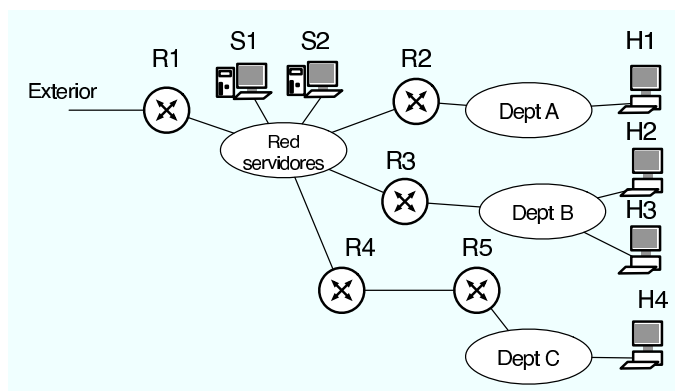 S1
S2
H1
R1
R2
Exterior
Dept A
Red
servidores
H2
R3
Dept B
H3
R4
R5
H4
Dept C